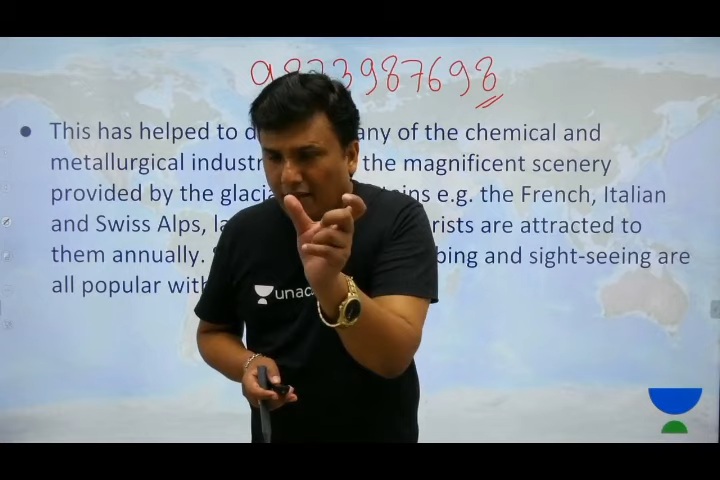 9873987698
• This has helped to d any of the chemical and
metallurgical industr the magnificent scenery
provided by the glacia ins e.g. the French, Italian
and Swiss Alps, la rists are attracted to
them annually. bing and sight-seeing are
all popular with
unac